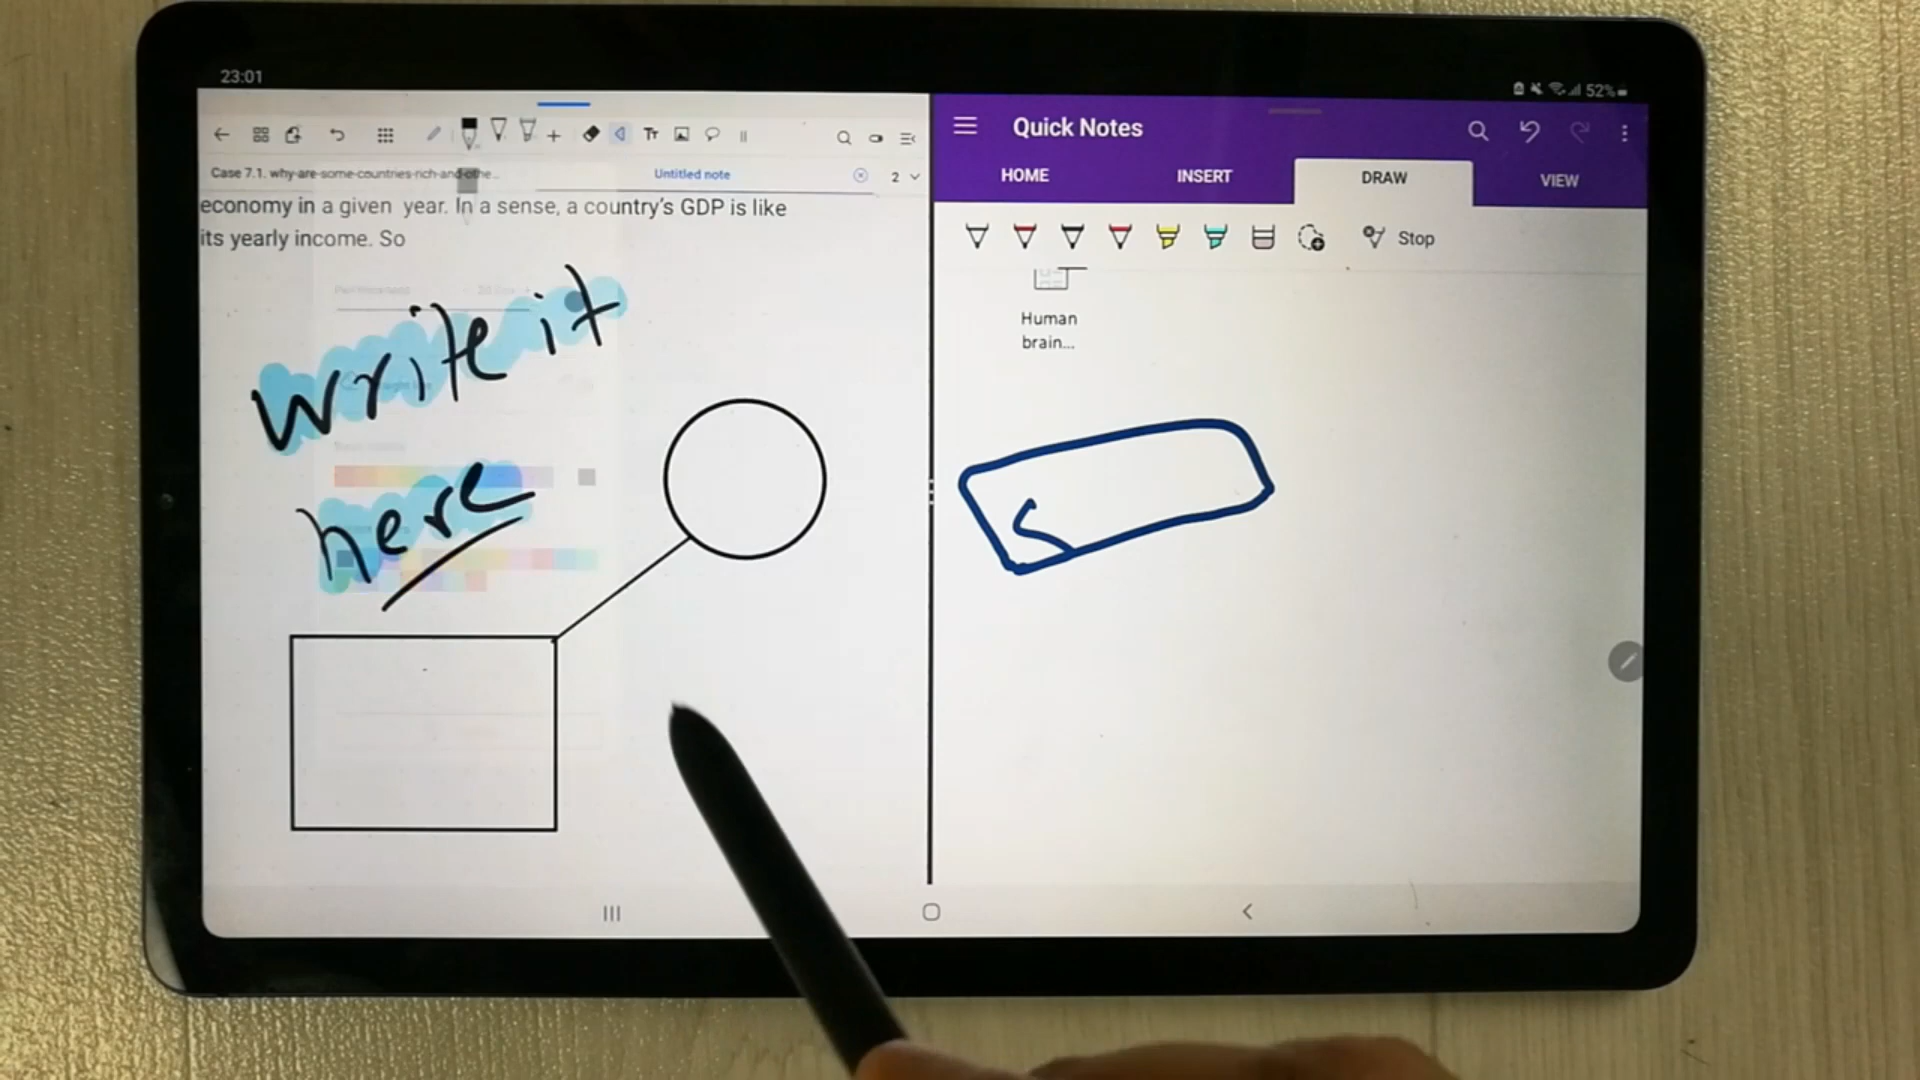 23:01
52%
Case 7.1. why-are-some-countries-rich-and-othe...
Untitled note
2
economy in a given year. In a sense, a country's GDP is like
its yearly income. So
write it
here
Quick Notes
HOME
INSERT
DRAW
VIEW
Stop
Human
brain...